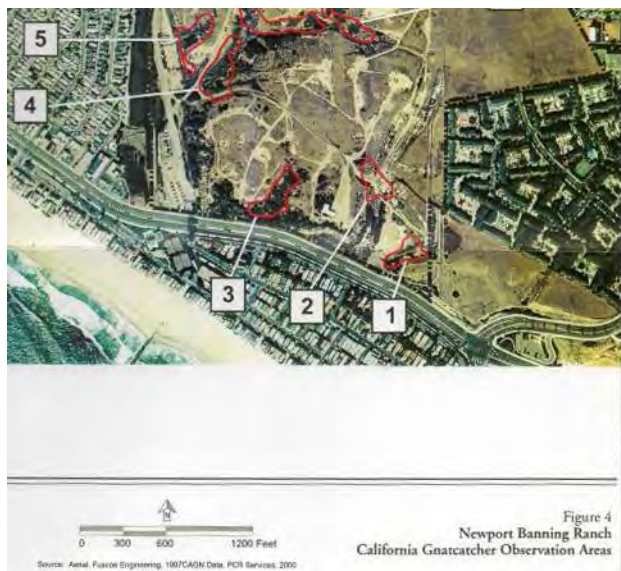 5
4
3
2
1
N
0 300 600 1200 Feet
Source: Aerial, Fuscoe Engineering, 1997CAGN Data, PCR Services, 2000
Figure 4
Newport Banning Ranch
California Gnatcatcher Observation Areas